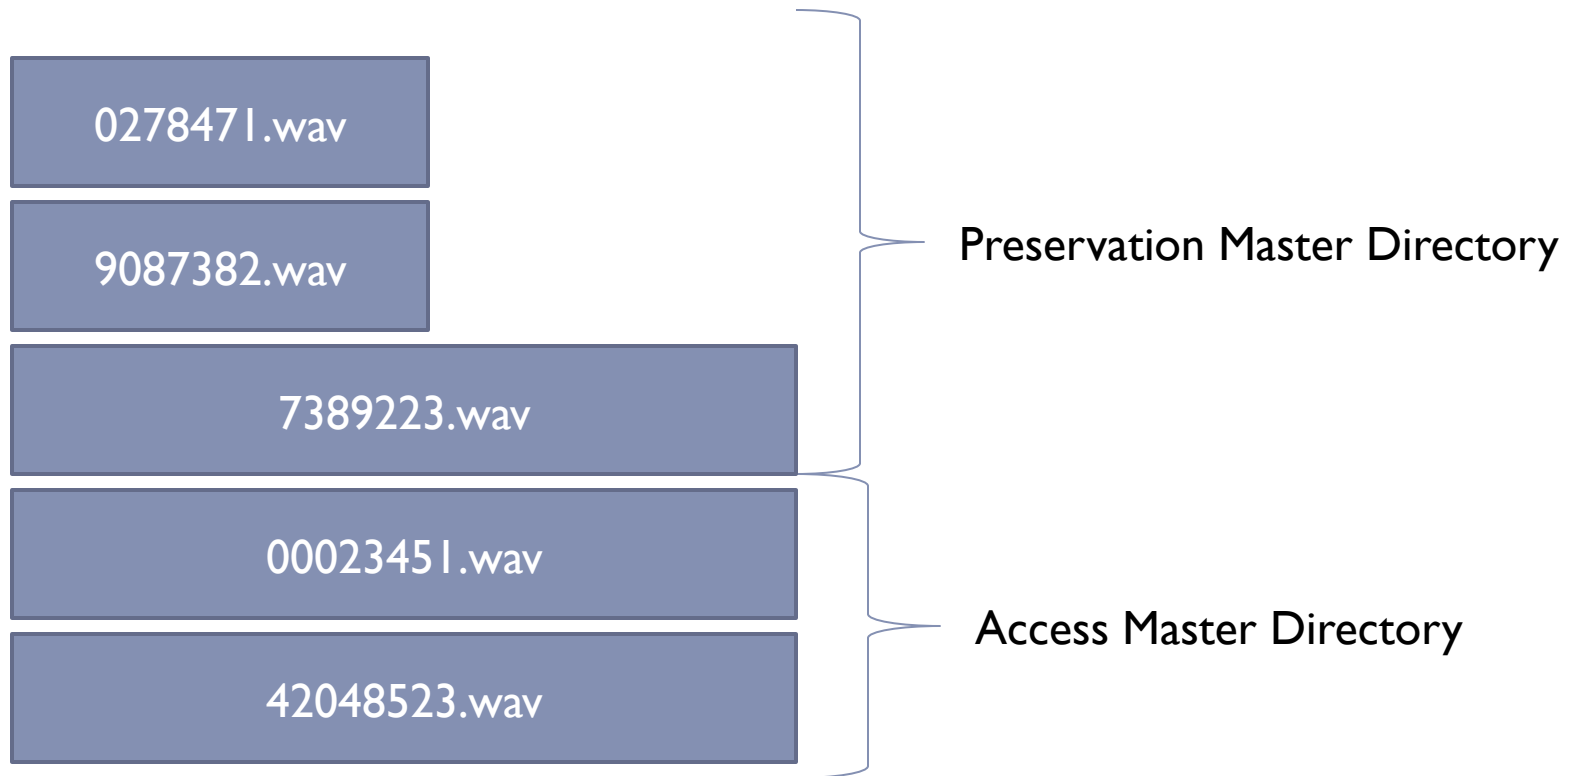 0278471.wav
9087382.wav
Preservation Master Directory
7389223.wav
00023451.wav
Access Master Directory
42048523.wav